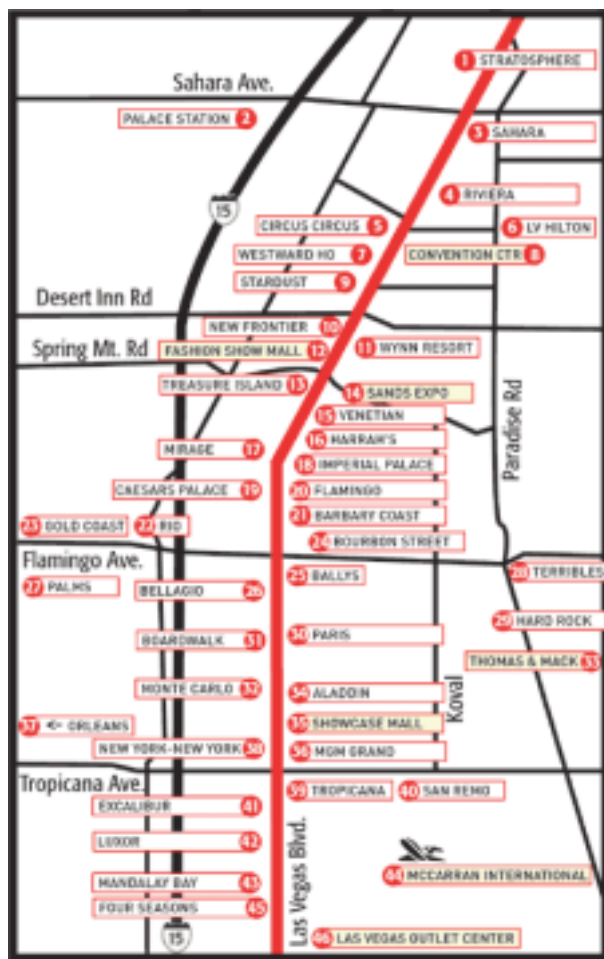 1 STRATOSPHERE
Sahara Ave.
PALACE STATION 2
3 SAHARA
4 RIVIERA
15
CIRCUS CIRCUS 5
6 LV HILTON
WESTWARD HO 7
CONVENTION CTR 8
STARDUST 9
Desert Inn Rd
NEW FRONTIER 10
Spring Mt. Rd
FASHION SHOW MALL 12
11 WYNN RESORT
TREASURE ISLAND 13
14 SANDS EXPO
15 VENETIAN
Paradise Rd
16 HARRAH'S
MIRAGE 17
18 IMPERIAL PALACE
CAESARS PALACE 19
20 FLAMINGO
21 BARBARY COAST
23 GOLD COAST
22 RIO
24 BOURBON STREET
Flamingo Ave.
25 BALLYS
28 TERRIBLES
27 PALMS
BELLAGIO 26
29 HARD ROCK
BOARDWALK 31
30 PARIS
THOMAS & MACK 33
MONTE CARLO 32
34 ALADDIN
Koval
37 ORLEANS
35 SHOWCASE MALL
NEW YORK-NEW YORK 38
36 MGM GRAND
Tropicana Ave.
39 TROPICANA
40 SAN REMO
EXCALIBUR 41
LUXOR 42
Las Vegas Blvd.
MANDALAY BAY 43
44 MCCARRAN INTERNATIONAL
FOUR SEASONS 45
15
46 LAS VEGAS OUTLET CENTER